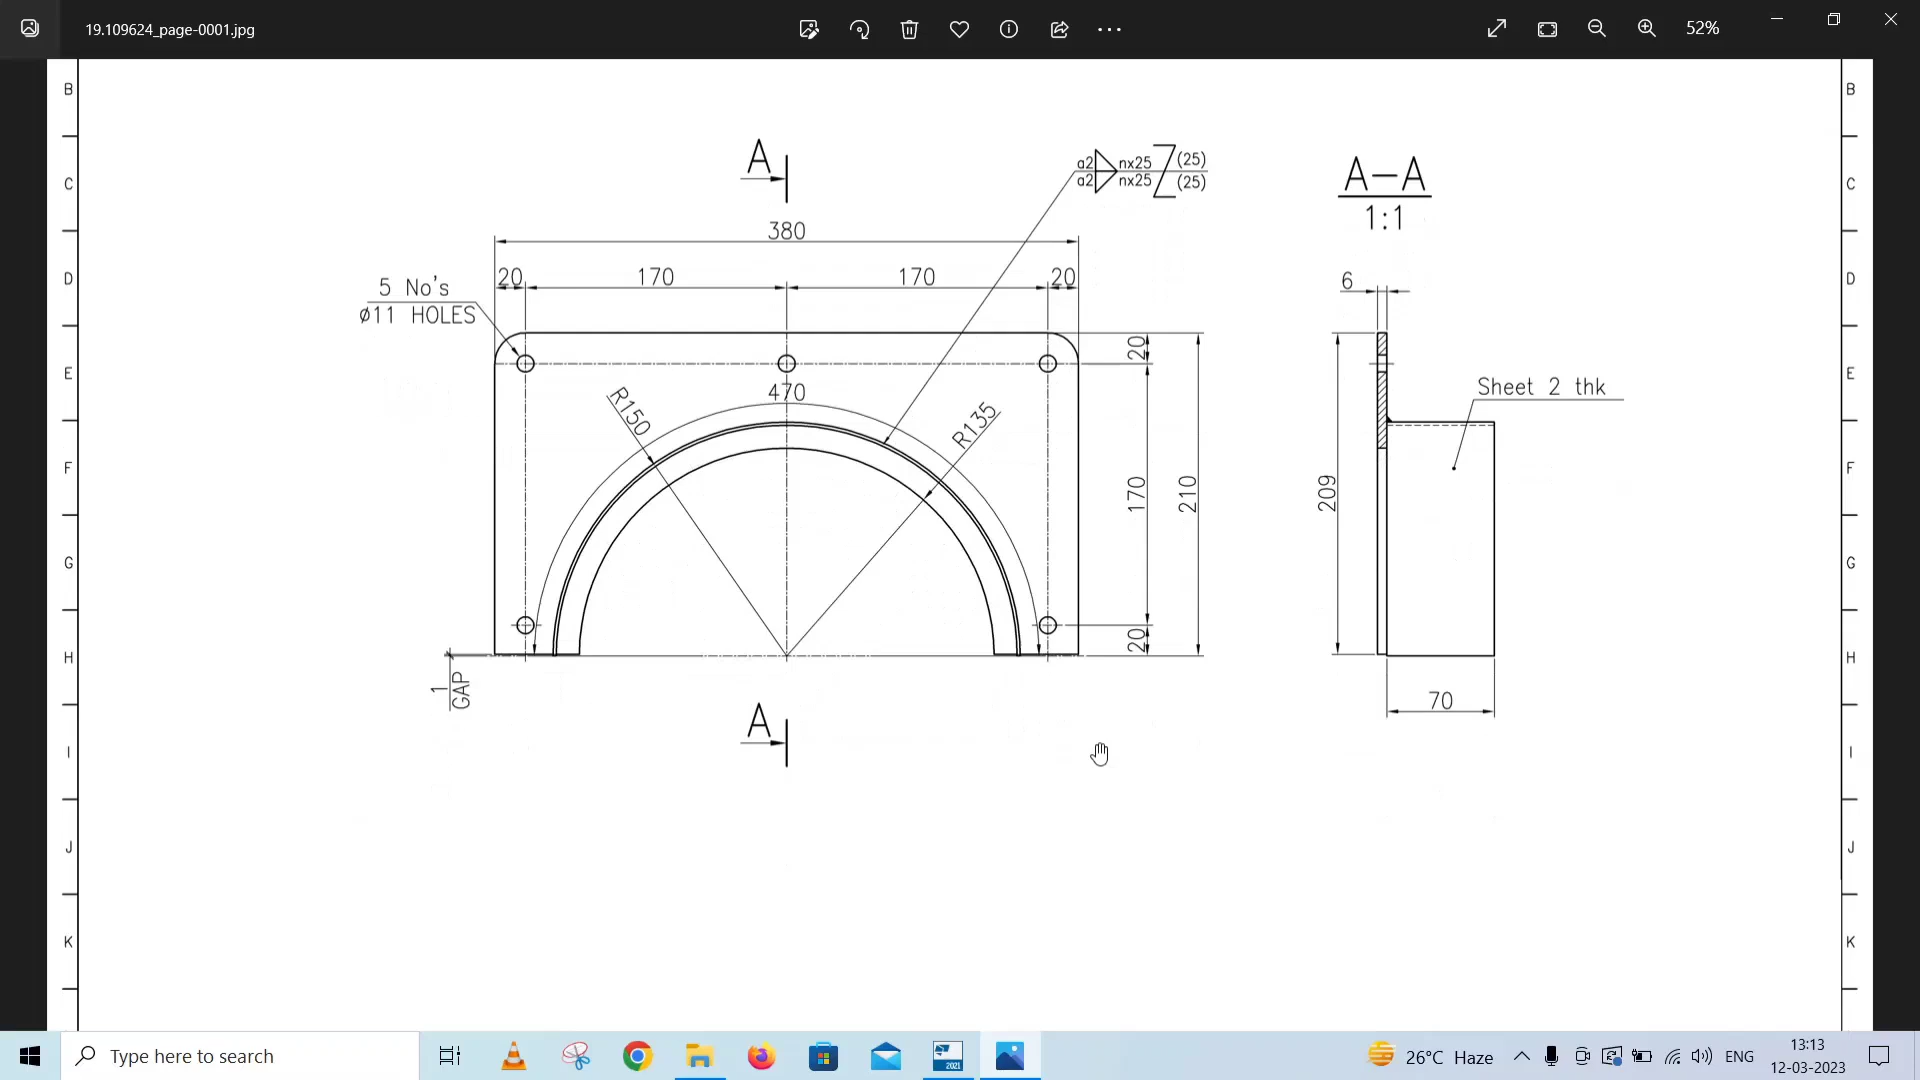 19.109624_page-0001.jpg
52%
B
B
A
a2 nx25 (25)
a2 nx25 (25)
A-A
1:1
C
C
380
20
170
170
20
5 No's
ø11 HOLES
D
D
6
20
E
E
470
R150
R135
Sheet 2 thk
F
F
170
210
209
G
G
20
H
H
1
GAP
70
A
I
I
J
J
K
K
Type here to search
2021
26°C Haze
ENG
13:13
12-03-2023